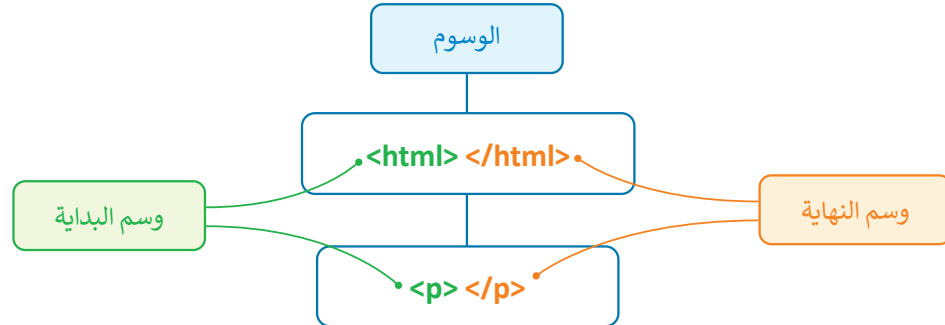 الوسوم
<html> </html>
وسم البداية
وسم النهاية
<p> </p>